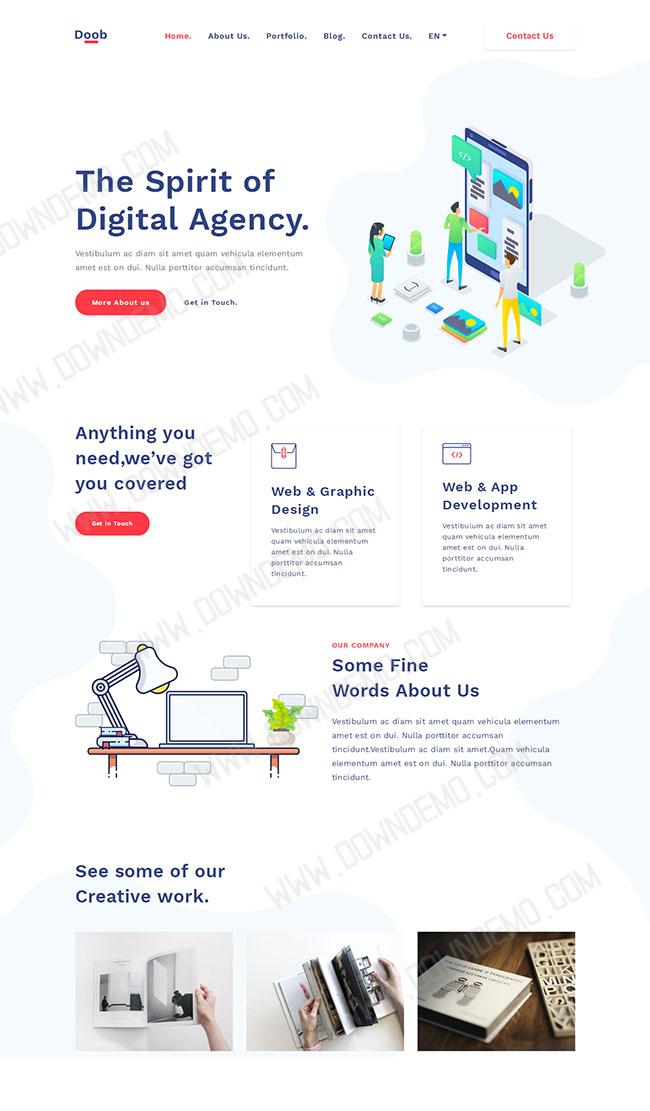 Doob
Home.
About Us.
Portfolio.
Blog.
Contact Us.
EN
Contact Us
The Spirit of
Digital Agency.
Vestibulum ac diam sit amet quam vehicula elementum
amet est on dui. Nulla porttitor accumsan tincidunt.
More About us
Get in Touch.
</>
{...}
Anything you
need,we’ve got
you covered
Get in Touch
Web & Graphic
Design
Vestibulum ac diam sit amet
quam vehicula elementum
amet est on dui. Nulla
porttitor accumsan
tincidunt.
</>
Web & App
Development
Vestibulum ac diam sit amet
quam vehicula elementum
amet est on dui. Nulla
porttitor accumsan
tincidunt.
OUR COMPANY
Some Fine
Words About Us
Vestibulum ac diam sit amet quam vehicula elementum
amet est on dui. Nulla porttitor accumsan
tincidunt.Vestibulum ac diam sit amet.Quam vehicula
elementum amet est on dui. Nulla porttitor accumsan
tincidunt.
See some of our
Creative work.
WWW.DOWNDEMO.COM
WWW.DOWNDEMO.COM
WWW.DOWNDEMO.COM
WWW.DOWNDEMO.COM
WWW.DOWNDEMO.COM